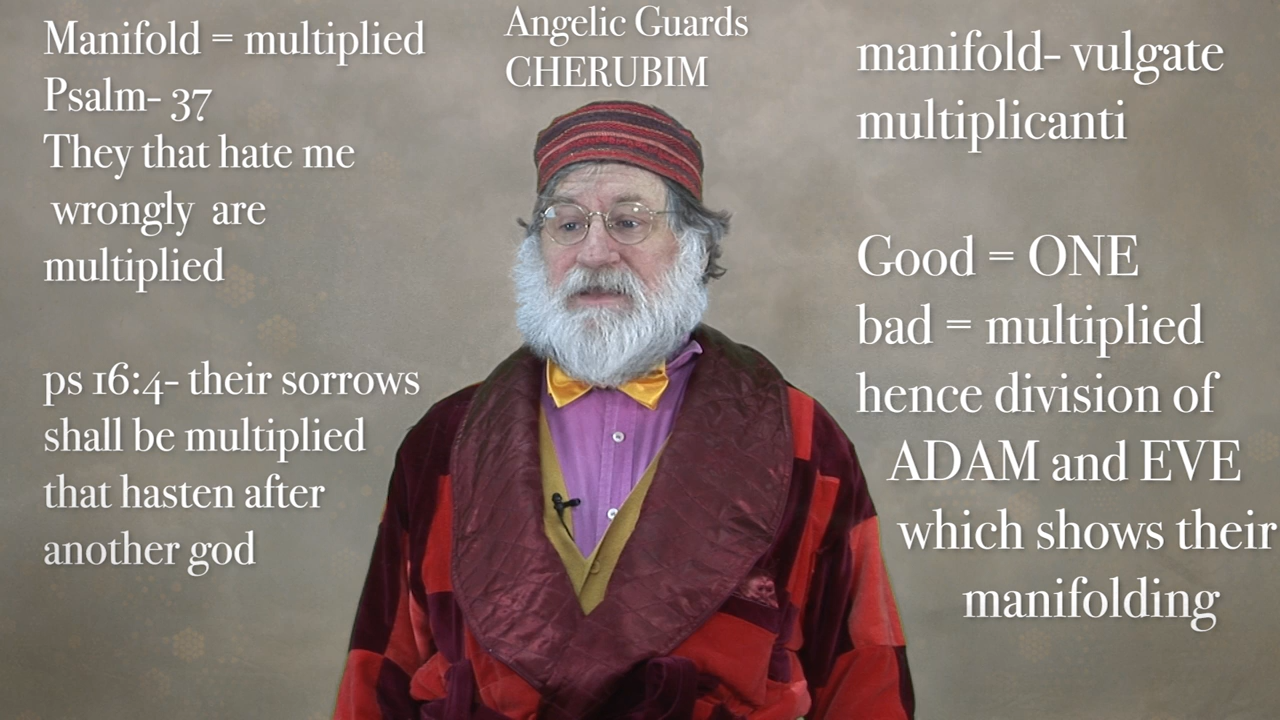 Manifold = multiplied
Psalm- 37
They that hate me
wrongly are
multiplied
ps 16:4- their sorrows
shall be multiplied
that hasten after
another god
Angelic Guards
CHERUBIM
manifold- vulgate
multiplicanti
Good = ONE
bad = multiplied
hence division of
ADAM and EVE
which shows their
manifolding